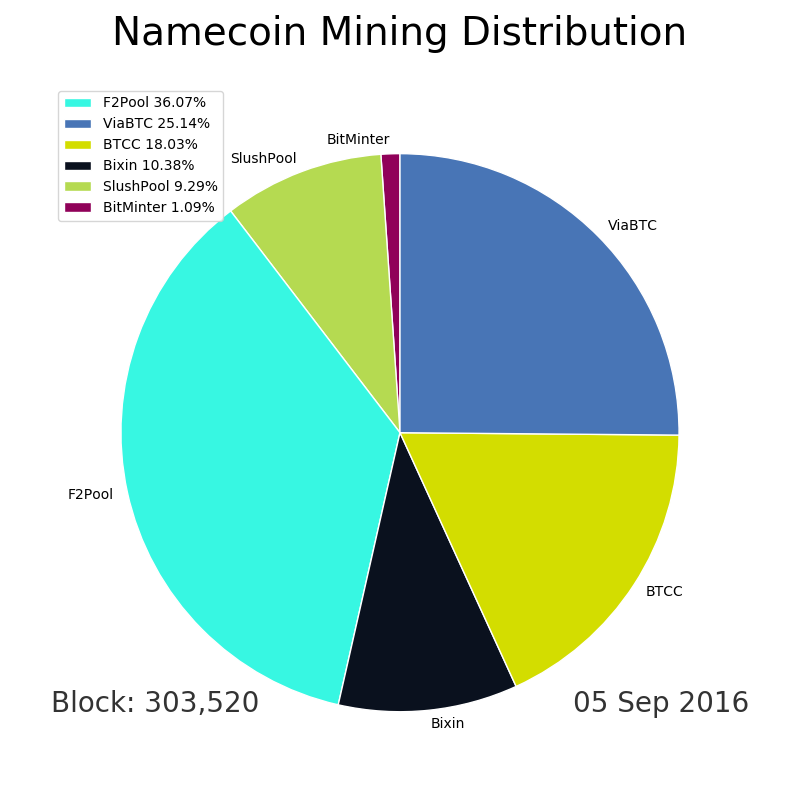 Namecoin Mining Distribution
F2Pool 36.07%
ViaBTC 25.14%
BTCC 18.03%
Bixin 10.38%
SlushPool 9.29%
BitMinter 1.09%
BitMinter
SlushPool
ViaBTC
F2Pool
BTCC
Block: 303,520
05 Sep 2016
Bixin